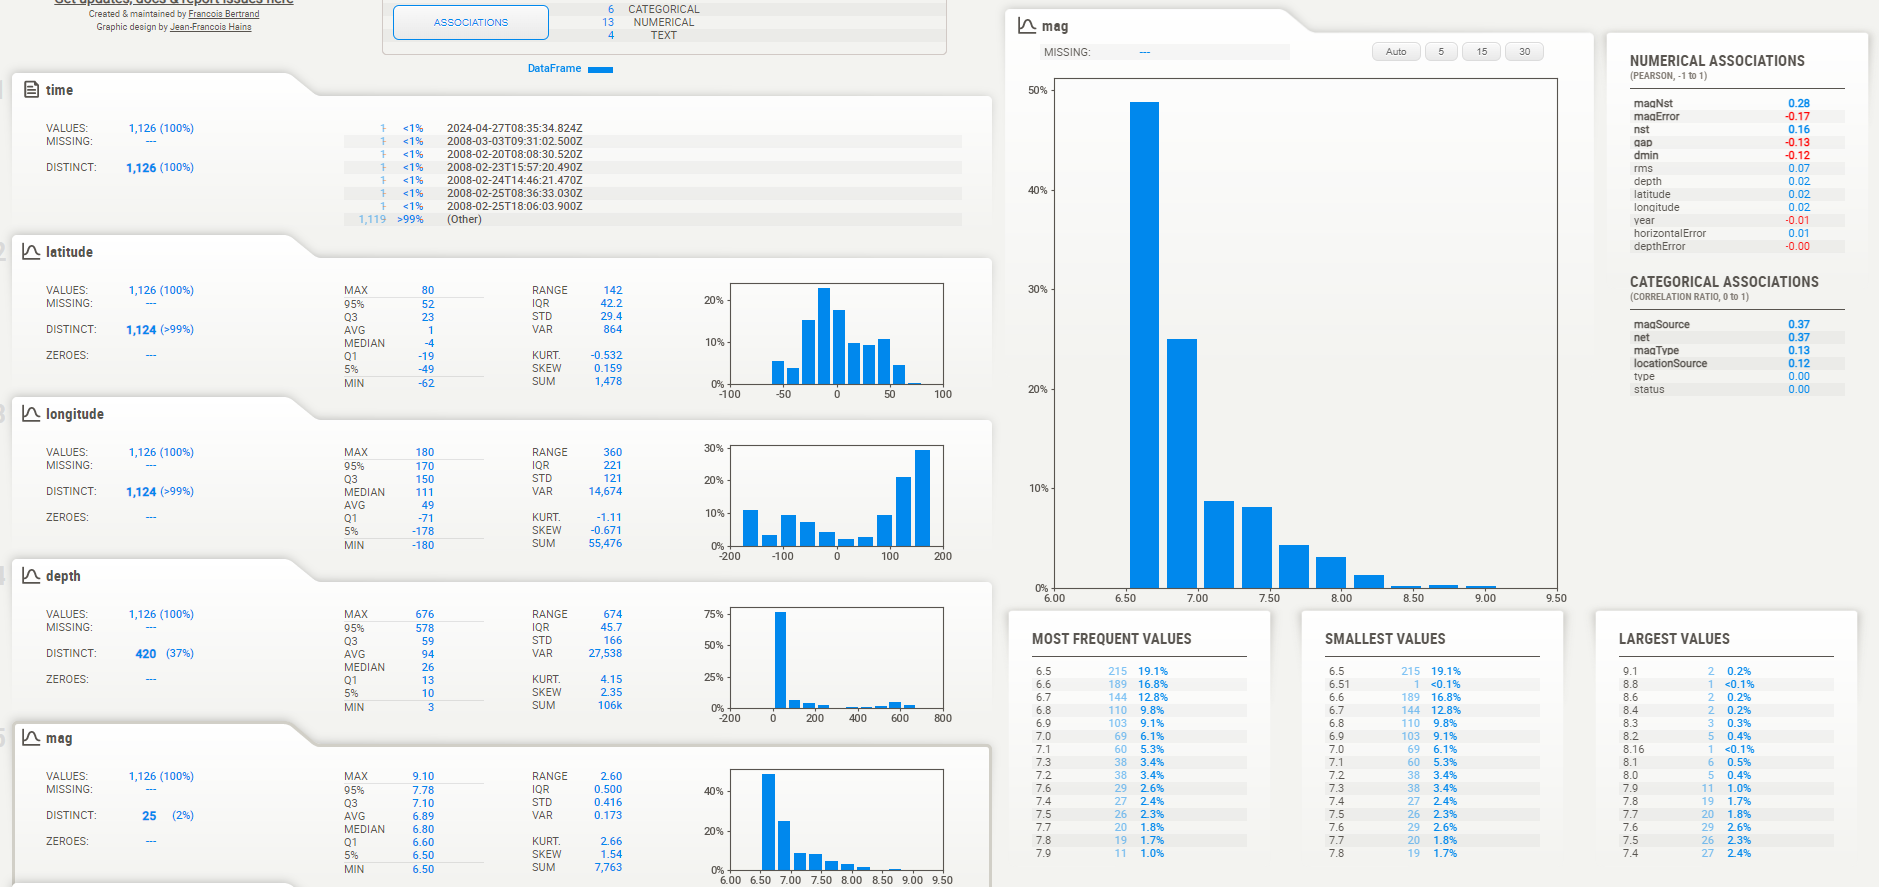 Get updates, docs & report issues here
Created & maintained by Francois Bertrand
Graphic design by Jean-Francois Hains
ASSOCIATIONS
6 CATEGORICAL
13 NUMERICAL
4 TEXT
DataFrame
time
VALUES: 1,126 (100%)
MISSING: ---
DISTINCT: 1,126 (100%)
1 <1% 2024-04-27T08:35:34.824Z
1 <1% 2008-03-03T09:31:02.500Z
1 <1% 2008-02-20T08:08:30.520Z
1 <1% 2008-02-23T15:57:20.490Z
1 <1% 2008-02-24T14:46:21.470Z
1 <1% 2008-02-25T08:36:33.030Z
1 <1% 2008-02-25T18:06:03.900Z
1,119 >99% (Other)
2
latitude
VALUES: 1,126 (100%)
MISSING: ---
DISTINCT: 1,124 (>99%)
ZEROES: ---
MAX 80
95% 52
Q3 23
AVG 1
MEDIAN -4
Q1 -19
5% -49
MIN -62
RANGE 142
IQR 42.2
STD 29.4
VAR 864
KURT. -0.532
SKEW 0.159
SUM 1,478
20%
10%
0%
-100 -50 0 50 100
3
longitude
VALUES: 1,126 (100%)
MISSING: ---
DISTINCT: 1,124 (>99%)
ZEROES: ---
MAX 180
95% 170
Q3 150
MEDIAN 111
AVG 49
Q1 -71
5% -178
MIN -180
RANGE 360
IQR 221
STD 121
VAR 14,674
KURT. -1.11
SKEW -0.671
SUM 55,476
30%
20%
10%
0%
-200 -100 0 100 200
4
depth
VALUES: 1,126 (100%)
MISSING: ---
DISTINCT: 420 (37%)
ZEROES: ---
MAX 676
95% 578
Q3 59
AVG 94
MEDIAN 26
Q1 13
5% 10
MIN 3
RANGE 674
IQR 45.7
STD 166
VAR 27,538
KURT. 4.15
SKEW 2.35
SUM 106k
75%
50%
25%
0%
-200 0 200 400 600 800
5
mag
VALUES: 1,126 (100%)
MISSING: ---
DISTINCT: 25 (2%)
ZEROES: ---
MAX 9.10
95% 7.78
Q3 7.10
AVG 6.89
MEDIAN 6.80
Q1 6.60
5% 6.50
MIN 6.50
RANGE 2.60
IQR 0.500
STD 0.416
VAR 0.173
KURT. 2.66
SKEW 1.54
SUM 7,763
40%
20%
0%
6.00 6.50 7.00 7.50 8.00 8.50 9.00 9.50
mag
MISSING: ---
Auto 5 15 30
50%
40%
30%
20%
10%
0%
6.00 6.50 7.00 7.50 8.00 8.50 9.00 9.50
NUMERICAL ASSOCIATIONS
(PEARSON, -1 to 1)
magNst 0.28
magError -0.17
nst 0.16
gap -0.13
dmin -0.12
rms 0.07
depth 0.02
latitude 0.02
longitude 0.02
year -0.01
horizontalError 0.01
depthError -0.00
CATEGORICAL ASSOCIATIONS
(CORRELATION RATIO, 0 to 1)
magSource 0.37
net 0.37
magType 0.13
locationSource 0.12
type 0.00
status 0.00
MOST FREQUENT VALUES
6.5 215 19.1%
6.6 189 16.8%
6.7 144 12.8%
6.8 110 9.8%
6.9 103 9.1%
7.0 69 6.1%
7.1 60 5.3%
7.3 38 3.4%
7.2 38 3.4%
7.6 29 2.6%
7.4 27 2.4%
7.5 26 2.3%
7.7 20 1.8%
7.8 19 1.7%
7.9 11 1.0%
SMALLEST VALUES
6.5 215 19.1%
6.51 1 <0.1%
6.6 189 16.8%
6.7 144 12.8%
6.8 110 9.8%
6.9 103 9.1%
7.0 69 6.1%
7.1 60 5.3%
7.2 38 3.4%
7.3 38 3.4%
7.4 27 2.4%
7.5 26 2.3%
7.6 29 2.6%
7.7 20 1.8%
7.8 19 1.7%
LARGEST VALUES
9.1 2 0.2%
8.8 1 <0.1%
8.6 2 0.2%
8.4 2 0.2%
8.3 3 0.3%
8.2 5 0.4%
8.16 1 <0.1%
8.1 6 0.5%
8.0 5 0.4%
7.9 11 1.0%
7.8 19 1.7%
7.7 20 1.8%
7.6 29 2.6%
7.5 26 2.3%
7.4 27 2.4%